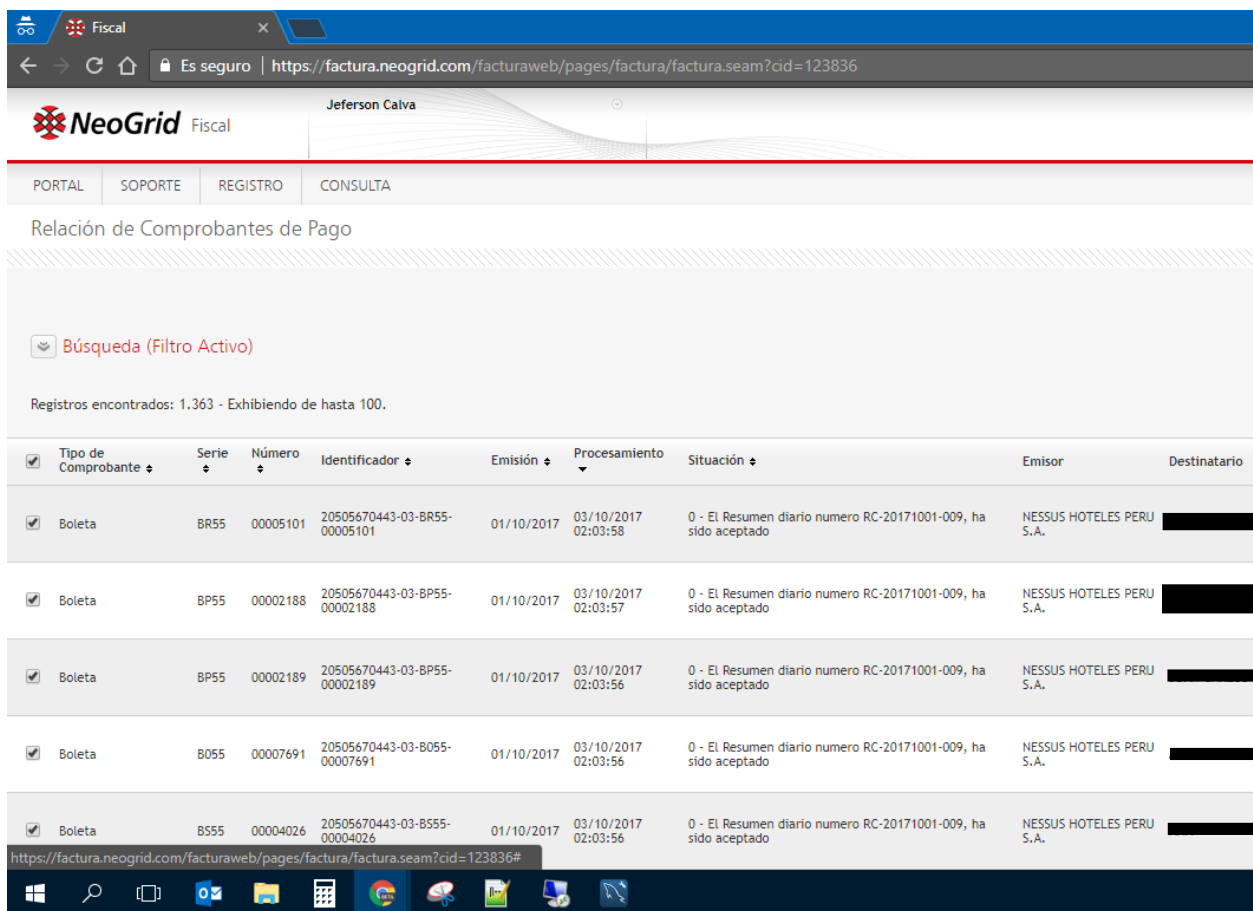 Fiscal
Es seguro | https://factura.neogrid.com/facturaweb/pages/factura/factura.seam?cid=123836
Jeferson Calva
NeoGrid Fiscal
PORTAL SOPORTE REGISTRO CONSULTA
Relación de Comprobantes de Pago
Búsqueda (Filtro Activo)
Registros encontrados: 1.363 - Exhibiendo de hasta 100.
Tipo de Comprobante Serie Número Identificador Emisión Procesamiento Situación Emisor Destinatario
Boleta BR55 00005101 20505670443-03-BR55-00005101 01/10/2017 03/10/2017 02:03:58 0 - El Resumen diario numero RC-20171001-009, ha sido aceptado NESSUS HOTELES PERU S.A.
Boleta BP55 00002188 20505670443-03-BP55-00002188 01/10/2017 03/10/2017 02:03:57 0 - El Resumen diario numero RC-20171001-009, ha sido aceptado NESSUS HOTELES PERU S.A.
Boleta BP55 00002189 20505670443-03-BP55-00002189 01/10/2017 03/10/2017 02:03:56 0 - El Resumen diario numero RC-20171001-009, ha sido aceptado NESSUS HOTELES PERU S.A.
Boleta B055 00007691 20505670443-03-B055-00007691 01/10/2017 03/10/2017 02:03:56 0 - El Resumen diario numero RC-20171001-009, ha sido aceptado NESSUS HOTELES PERU S.A.
Boleta BS55 00004026 20505670443-03-BS55-00004026 01/10/2017 03/10/2017 02:03:56 0 - El Resumen diario numero RC-20171001-009, ha sido aceptado NESSUS HOTELES PERU S.A.
https://factura.neogrid.com/facturaweb/pages/factura/factura.seam?cid=123836#